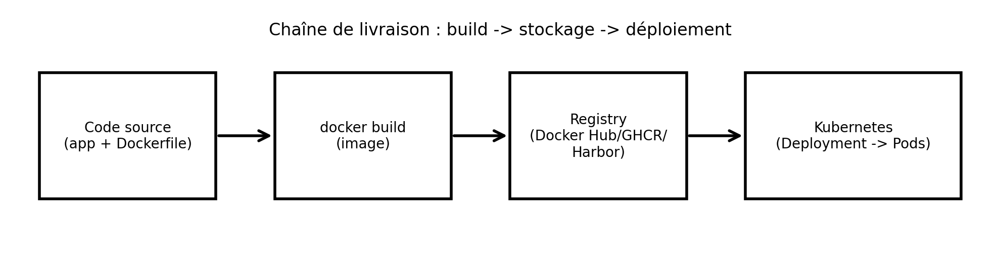 Chaîne de livraison : build -> stockage -> déploiement
Code source
(app + Dockerfile)
docker build
(image)
Registry
(Docker Hub/GHCR/
Harbor)
Kubernetes
(Deployment -> Pods)